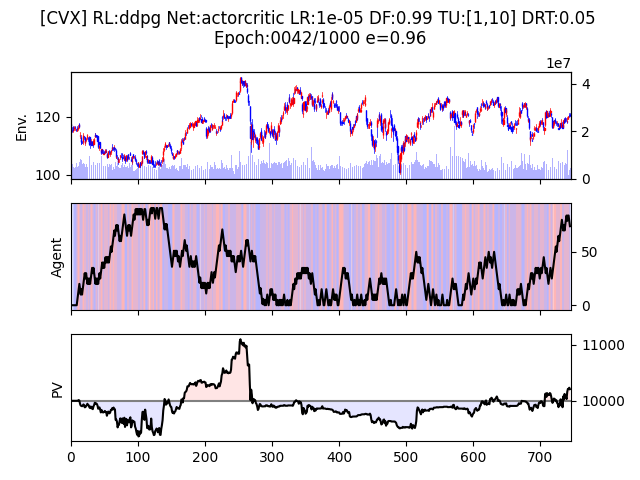 [CVX] RL:ddpg Net:actorcritic LR:1e-05 DF:0.99 TU:[1,10] DRT:0.05
Epoch:0042/1000 e=0.96
1e7
Env.
120
100
4
2
0
Agent
50
0
PV
11000
10000
0 100 200 300 400 500 600 700